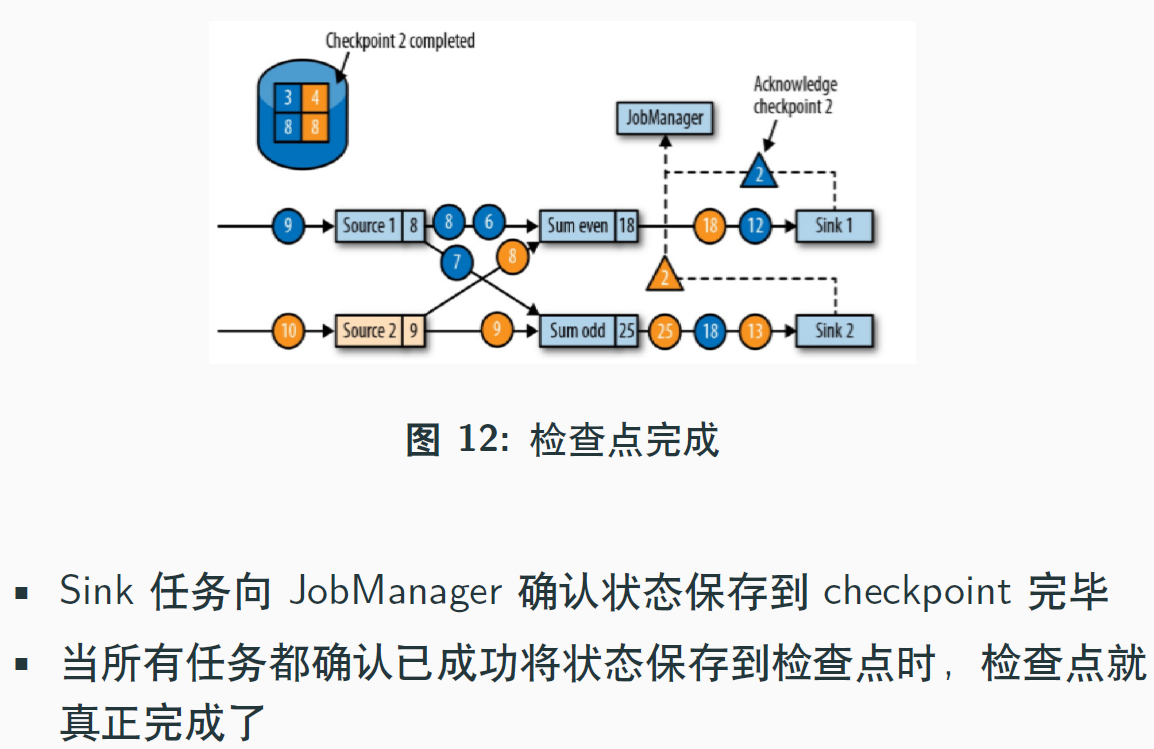 Checkpoint 2 completed
3 4
8 8
Acknowledge
checkpoint 2
JobManager
2
9 Source 1 8 8 6 Sum even 18 18 12 Sink 1
7 8
2
10 Source 2 9 9 Sum odd 25 25 18 13 Sink 2
图 12: 检查点完成
▪ Sink 任务向 JobManager 确认状态保存到 checkpoint 完毕
▪ 当所有任务都确认已成功将状态保存到检查点时，检查点就
真正完成了